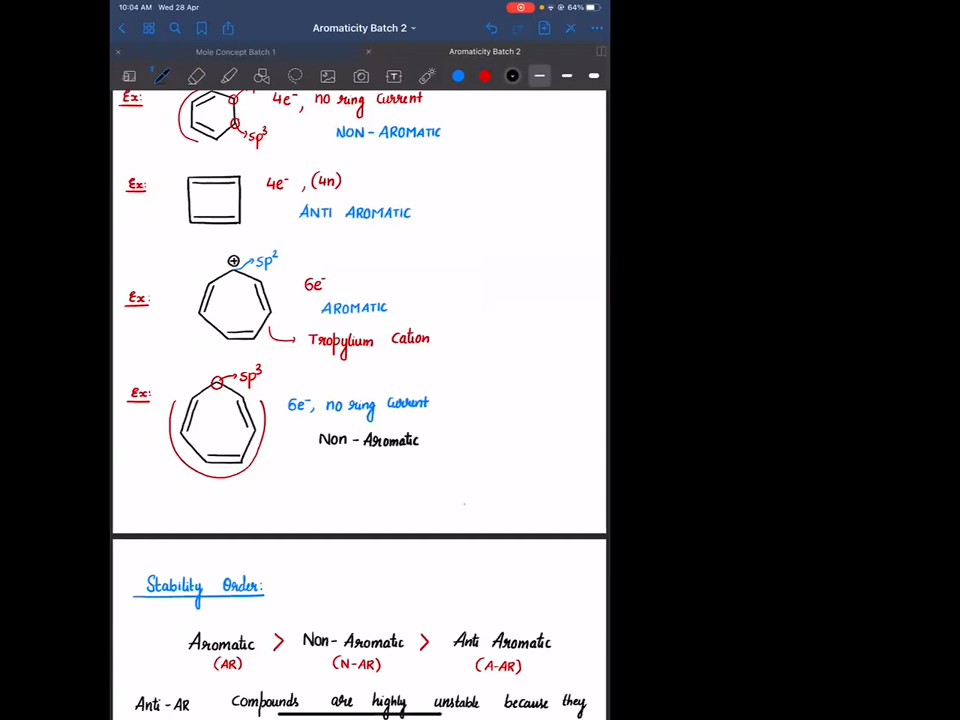 10:04 AM Wed 28 Apr
64%
Aromaticity Batch 2
Mole Concept Batch 1
Aromaticity Batch 2
Ex: 4e⁻, no ring Current
sp³
NON-AROMATIC
Ex: 4e⁻, (4n)
ANTI AROMATIC
⊕ sp²
6e⁻
Ex: AROMATIC
Tropylium Cation
sp³
Ex: 6e⁻, no ring Current
Non-Aromatic
Stability Order:
Aromatic > Non-Aromatic > Anti Aromatic
(AR) (N-AR) (A-AR)
Anti-AR Compounds are highly unstable because they